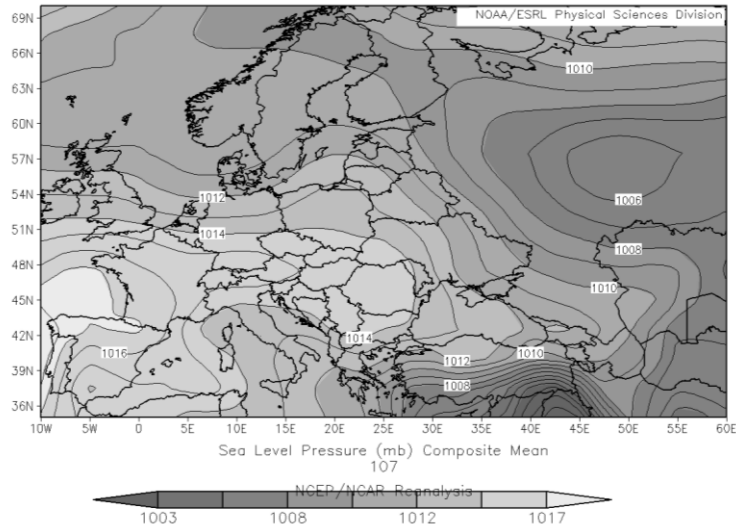 69N
NOAA/ESRL Physical Sciences Division
66N
1010
63N
60N
57N
1006
54N
1012
51N
1014
1008
48N
1010
45N
42N
1014
1016
1012
1010
39N
1008
36N
10W 5W 0 5E 10E 15E 20E 25E 30E 35E 40E 45E 50E 55E 60E
Sea Level Pressure (mb) Composite Mean
107
NCEP/NCAR Reanalysis
1003 1008 1012 1017